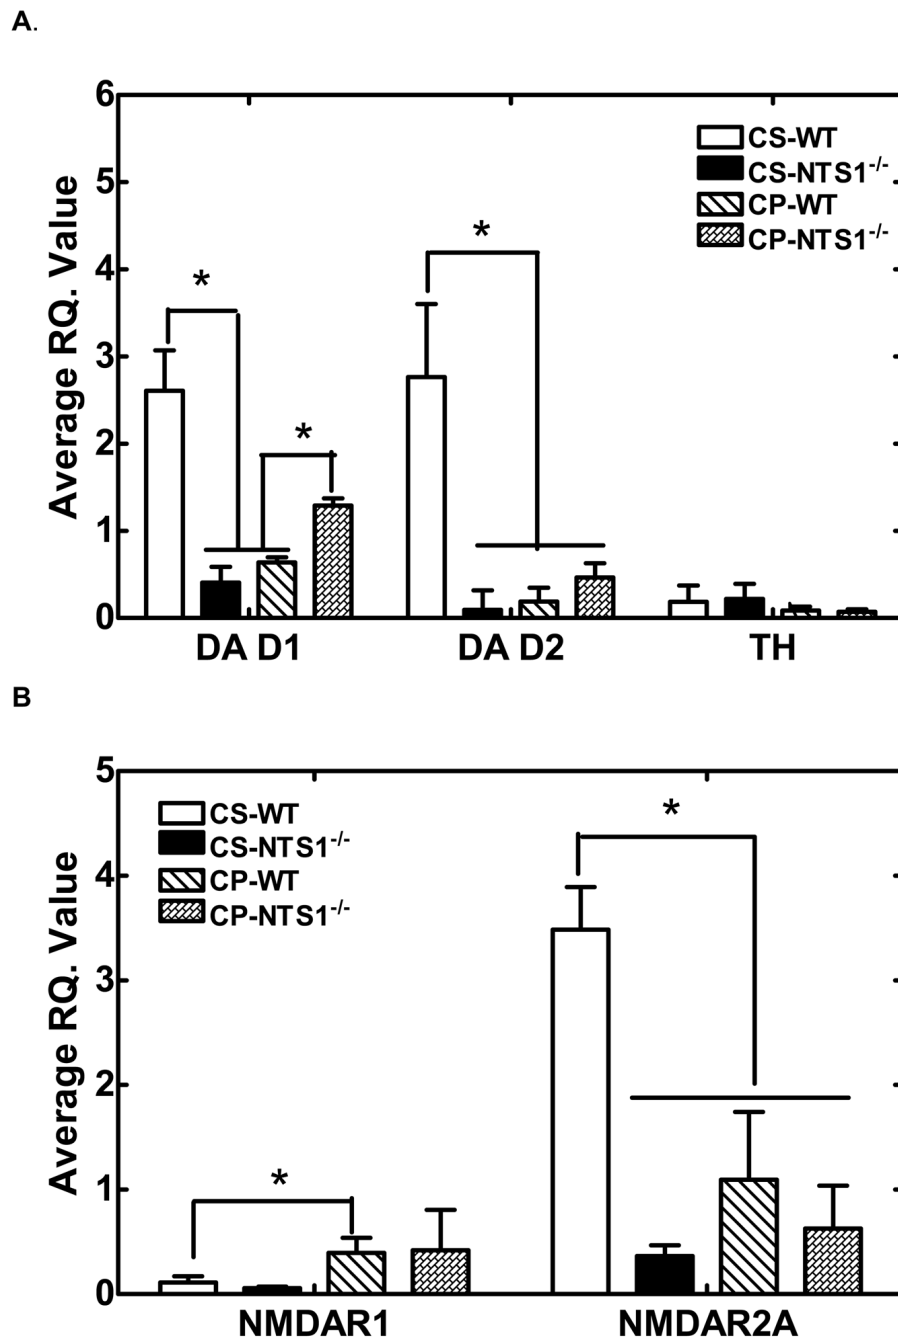 A.
6
5
4
3
2
1
0
Average RQ. Value
CS-WT
CS-NTS1-/-
CP-WT
CP-NTS1-/-
*
*
*
DA D1
DA D2
TH
B
5
4
3
2
1
0
Average RQ. Value
CS-WT
CS-NTS1-/-
CP-WT
CP-NTS1-/-
*
*
NMDAR1
NMDAR2A